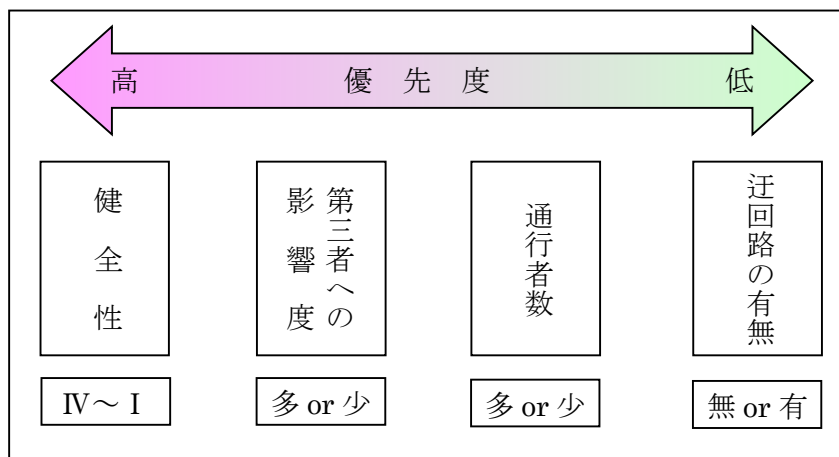 高 優先度 低
健全性
第三者への
影響度
通行者数
迂回路の有無
Ⅳ～Ⅰ
多 or 少
多 or 少
無 or 有